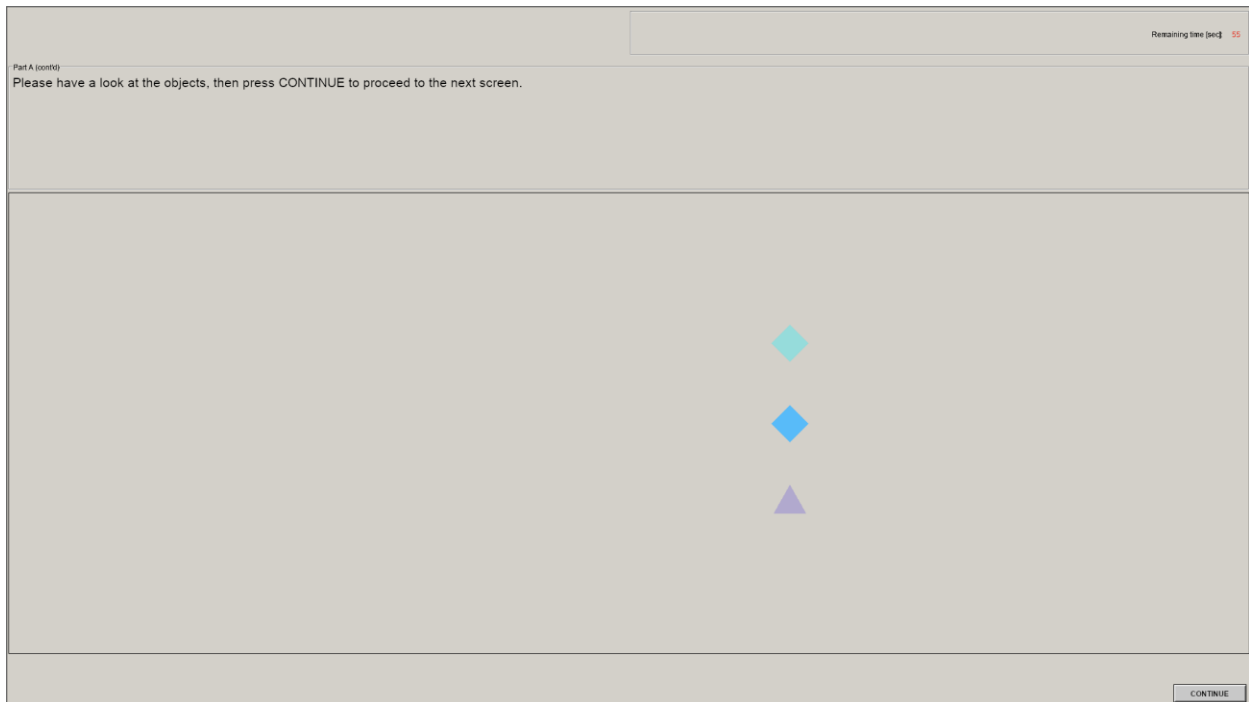 Remaining time [sec]: 55
Part A (cont'd)
Please have a look at the objects, then press CONTINUE to proceed to the next screen.
CONTINUE